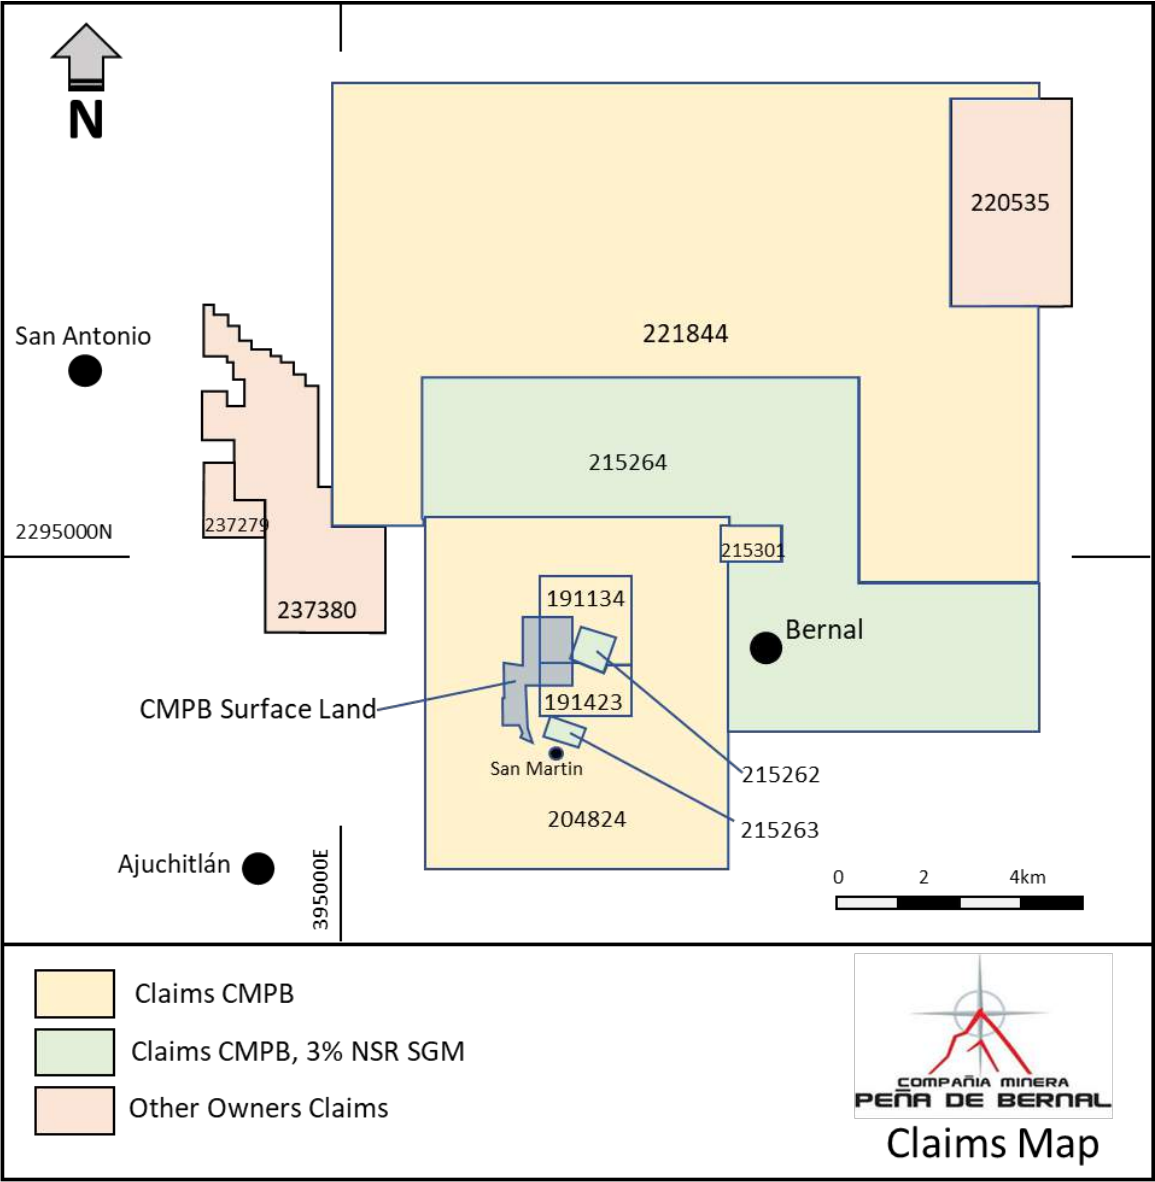 N
220535
San Antonio
221844
215264
2295000N
237279
215301
191134
237380
Bernal
CMPB Surface Land
191423
San Martin
215262
204824
215263
Ajuchitlán
395000E
0 2 4km
Claims CMPB
Claims CMPB, 3% NSR SGM
Other Owners Claims
COMPAÑIA MINERA
PEÑA DE BERNAL
Claims Map